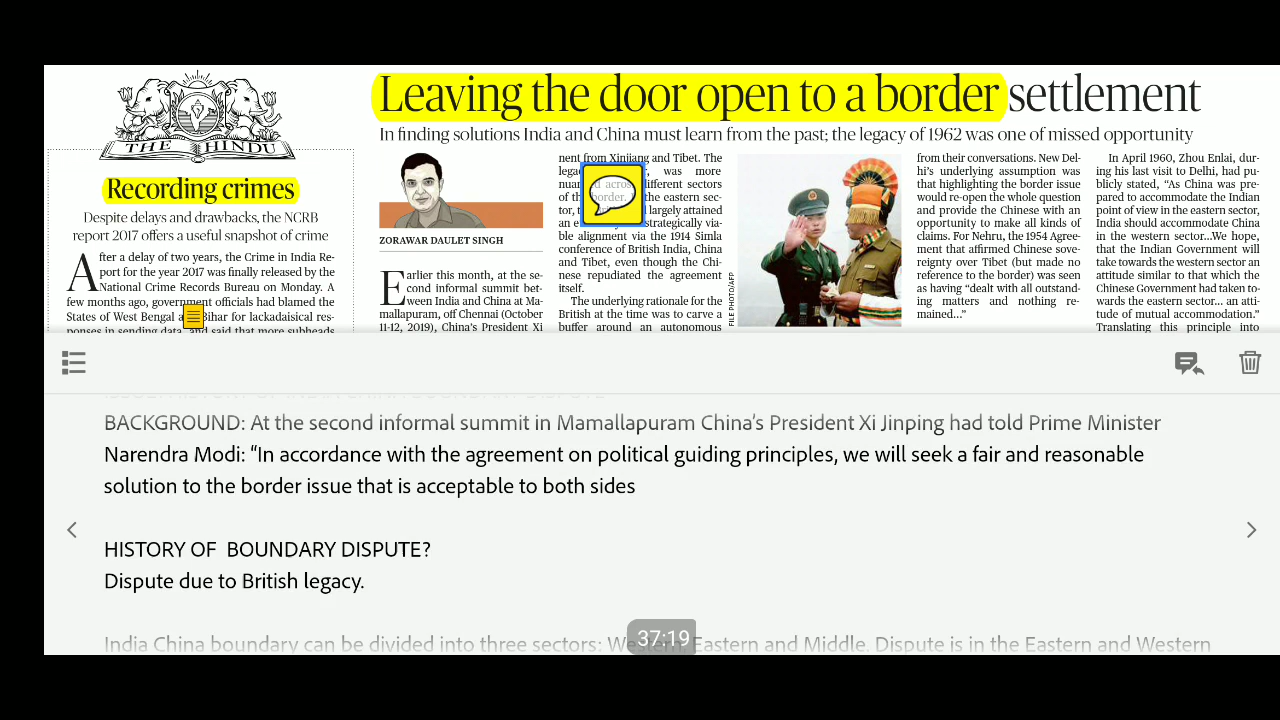 THE HINDU
Recording crimes
Despite delays and drawbacks, the NCRB
report 2017 offers a useful snapshot of crime
After a delay of two years, the Crime in India Re-
port for the year 2017 was finally released by the
National Crime Records Bureau on Monday. A
few months ago, government officials had blamed the
States of West Bengal and Bihar for lackadaisical res-
ponses in sending data, and said that more subheads
Leaving the door open to a border settlement
In finding solutions India and China must learn from the past; the legacy of 1962 was one of missed opportunity
ZORAWAR DAULET SINGH
Earlier this month, at the se-
cond informal summit bet-
ween India and China at Ma-
mallapuram, off Chennai (October
11-12, 2019), China's President Xi
nent from Xinjiang and Tibet. The
was more
different sectors
of the border. the eastern sec-
tor, largely attained
an strategically via-
ble alignment via the 1914 Simla
conference of British India, China
and Tibet, even though the Chi-
nese repudiated the agreement
itself.
The underlying rationale for the
British at the time was to carve a
buffer around an autonomous
FILE PHOTO/AFP
from their conversations. New Del-
hi's underlying assumption was
that highlighting the border issue
would re-open the whole question
and provide the Chinese with an
opportunity to make all kinds of
claims. For Nehru, the 1954 Agree-
ment that affirmed Chinese sove-
reignty over Tibet (but made no
reference to the border) was seen
as having "dealt with all outstand-
ing matters and nothing re-
mained..."
In April 1960, Zhou Enlai, dur-
ing his last visit to Delhi, had pu-
blicly stated, "As China was pre-
pared to accommodate the Indian
point of view in the eastern sector,
India should accommodate China
in the western sector...We hope,
that the Indian Government will
take towards the western sector an
attitude similar to that which the
Chinese Government had taken to-
wards the eastern sector... an atti-
tude of mutual accommodation."
Translating this principle into
BACKGROUND: At the second informal summit in Mamallapuram China's President Xi Jinping had told Prime Minister
Narendra Modi: "In accordance with the agreement on political guiding principles, we will seek a fair and reasonable
solution to the border issue that is acceptable to both sides
HISTORY OF BOUNDARY DISPUTE?
Dispute due to British legacy.
India China boundary can be divided into three sectors: Western Eastern and Middle. Dispute is in the Eastern and Western
37:19